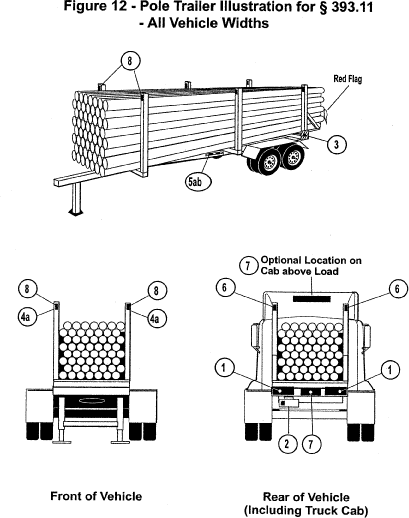 Figure 12 - Pole Trailer Illustration for § 393.11
- All Vehicle Widths
8
Red Flag
3
5ab
7 Optional Location on
Cab above Load
8 8
6 6
4a 4a
1 1
2 7
Front of Vehicle
Rear of Vehicle
(Including Truck Cab)